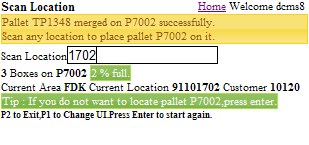 Scan Location Home Welcome dcms8
Pallet TP1348 merged on P7002 successfully.
Scan any location to place pallet P7002 on it.
Scan Location 1702
3 Boxes on P7002 2 % full.
Current Area FDK Current Location 91101702 Customer 10120
Tip : If you do not want to locate pallet P7002,press enter.
P2 to Exit,P1 to Change UI.Press Enter to start again.